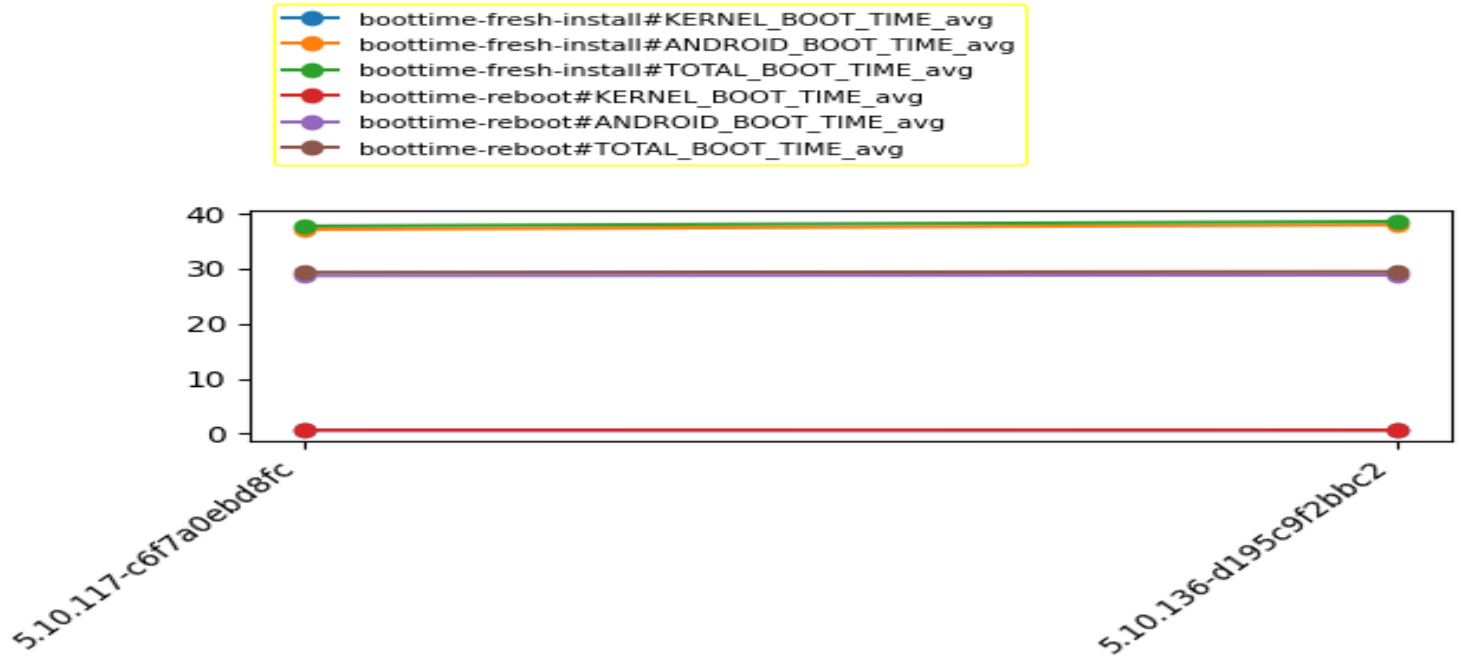 boottime-fresh-install#KERNEL_BOOT_TIME_avg
boottime-fresh-install#ANDROID_BOOT_TIME_avg
boottime-fresh-install#TOTAL_BOOT_TIME_avg
boottime-reboot#KERNEL_BOOT_TIME_avg
boottime-reboot#ANDROID_BOOT_TIME_avg
boottime-reboot#TOTAL_BOOT_TIME_avg
40
30
20
10
0
5.10.117-c6f7a0ebd8fc
5.10.136-d195c9f2bbc2